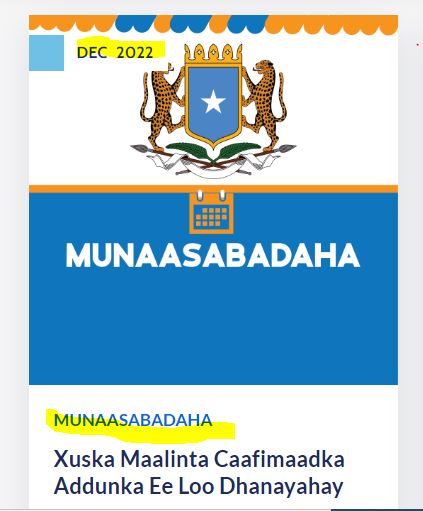 DEC 2022
MUNAASABADAHA
MUNAASABADAHA
Xuska Maalinta Caafimaadka
Addunka Ee Loo Dhanayahay